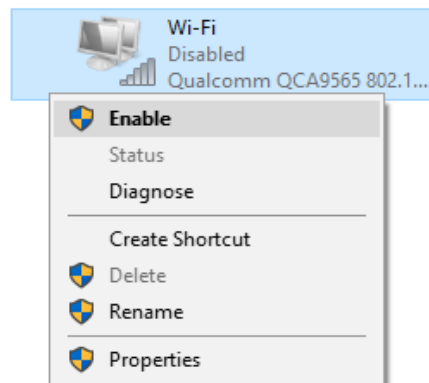 Wi-Fi
Disabled
Qualcomm QCA9565 802.1...
Enable
Status
Diagnose
Create Shortcut
Delete
Rename
Properties